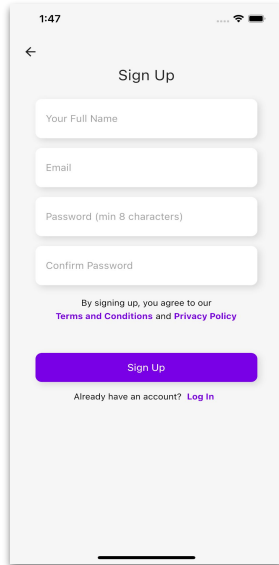 1:47
Sign Up
Your Full Name
Email
Password (min 8 characters)
Confirm Password
By signing up, you agree to our
Terms and Conditions and Privacy Policy
Sign Up
Already have an account? Log In